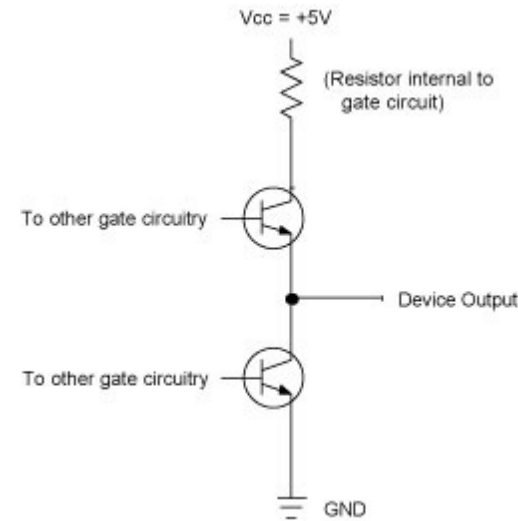 Vcc = +5V
(Resistor internal to
gate circuit)
To other gate circuitry
Device Output
To other gate circuitry
GND